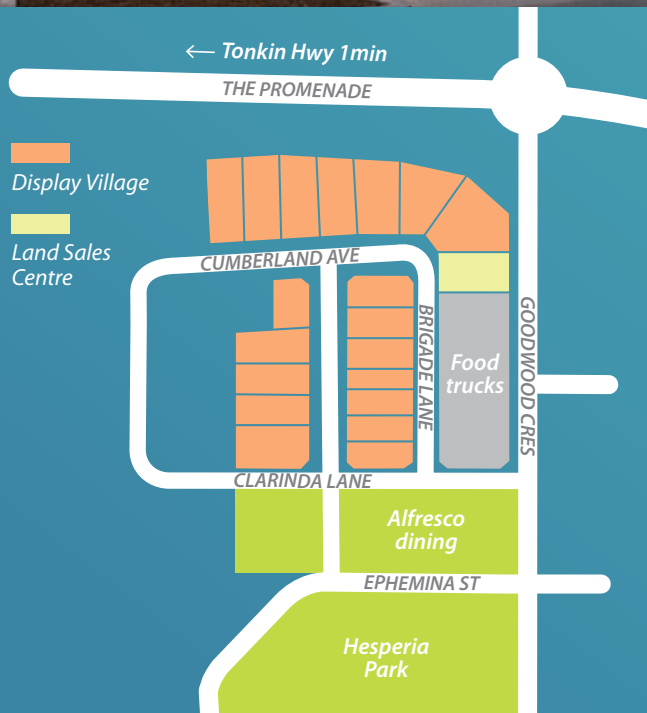 ← Tonkin Hwy 1min
THE PROMENADE
Display Village
Land Sales
Centre
CUMBERLAND AVE
BRIGADE LANE
GOODWOOD CRES
Food
trucks
CLARINDA LANE
Alfresco
dining
EPHEMINA ST
Hesperia
Park